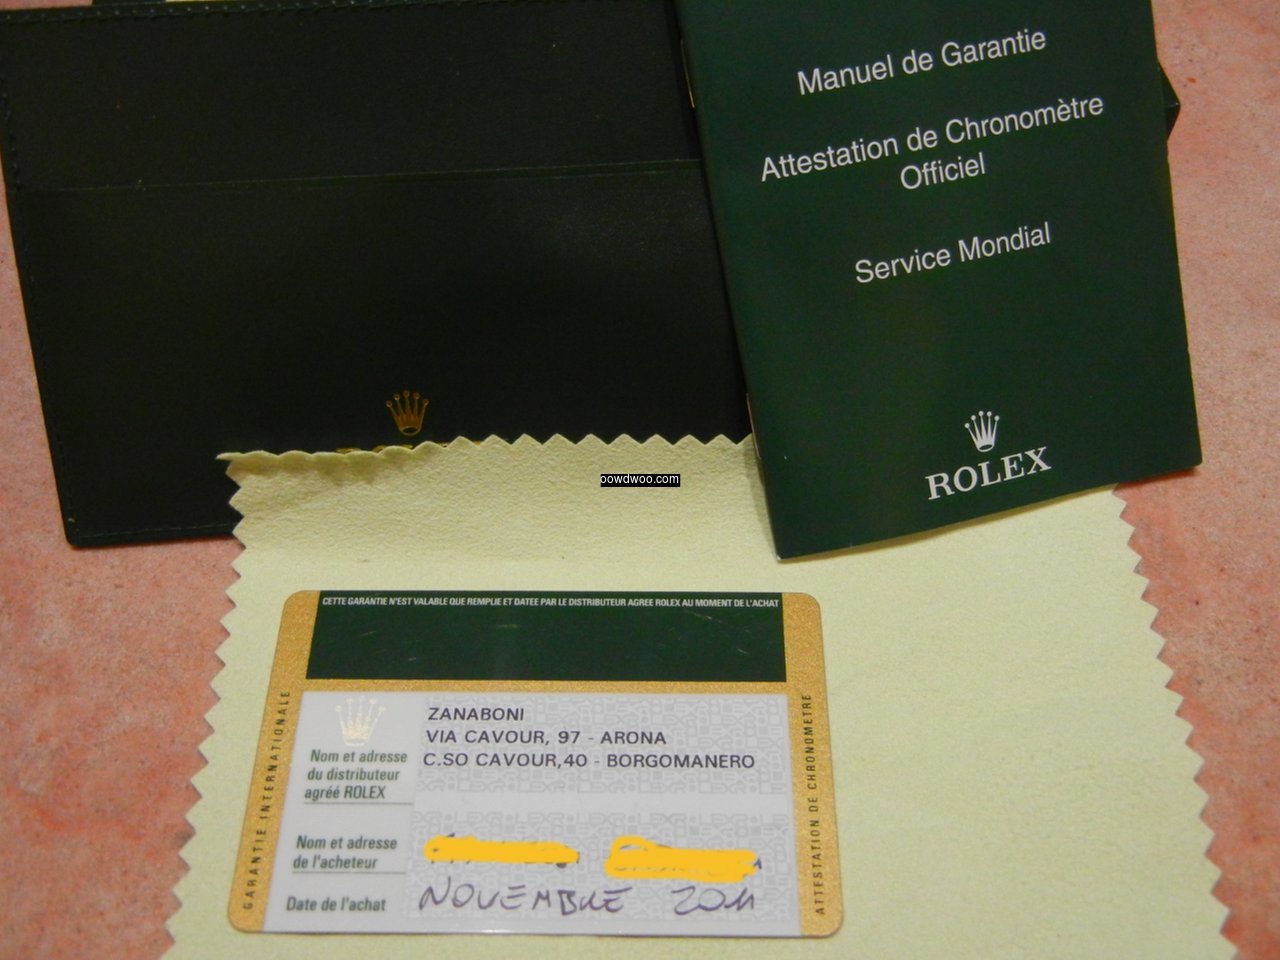 Manuel de Garantie
Attestation de Chronomètre
Officiel
Service Mondial
ROLEX
oowdwoo.com
CETTE GARANTIE N'EST VALABLE QUE REMPLIE ET DATEE PAR LE DISTRIBUTEUR AGREE ROLEX AU MOMENT DE L'ACHAT
GARANTIE INTERNATIONALE
ZANABONI
VIA CAVOUR, 97 - ARONA
C.SO CAVOUR,40 - BORGOMANERO
Nom et adresse
du distributeur
agréé ROLEX
Nom et adresse
de l'acheteur
Date de l'achat
NOVEMBRE 2011
ATTESTATION DE CHRONOMETRE